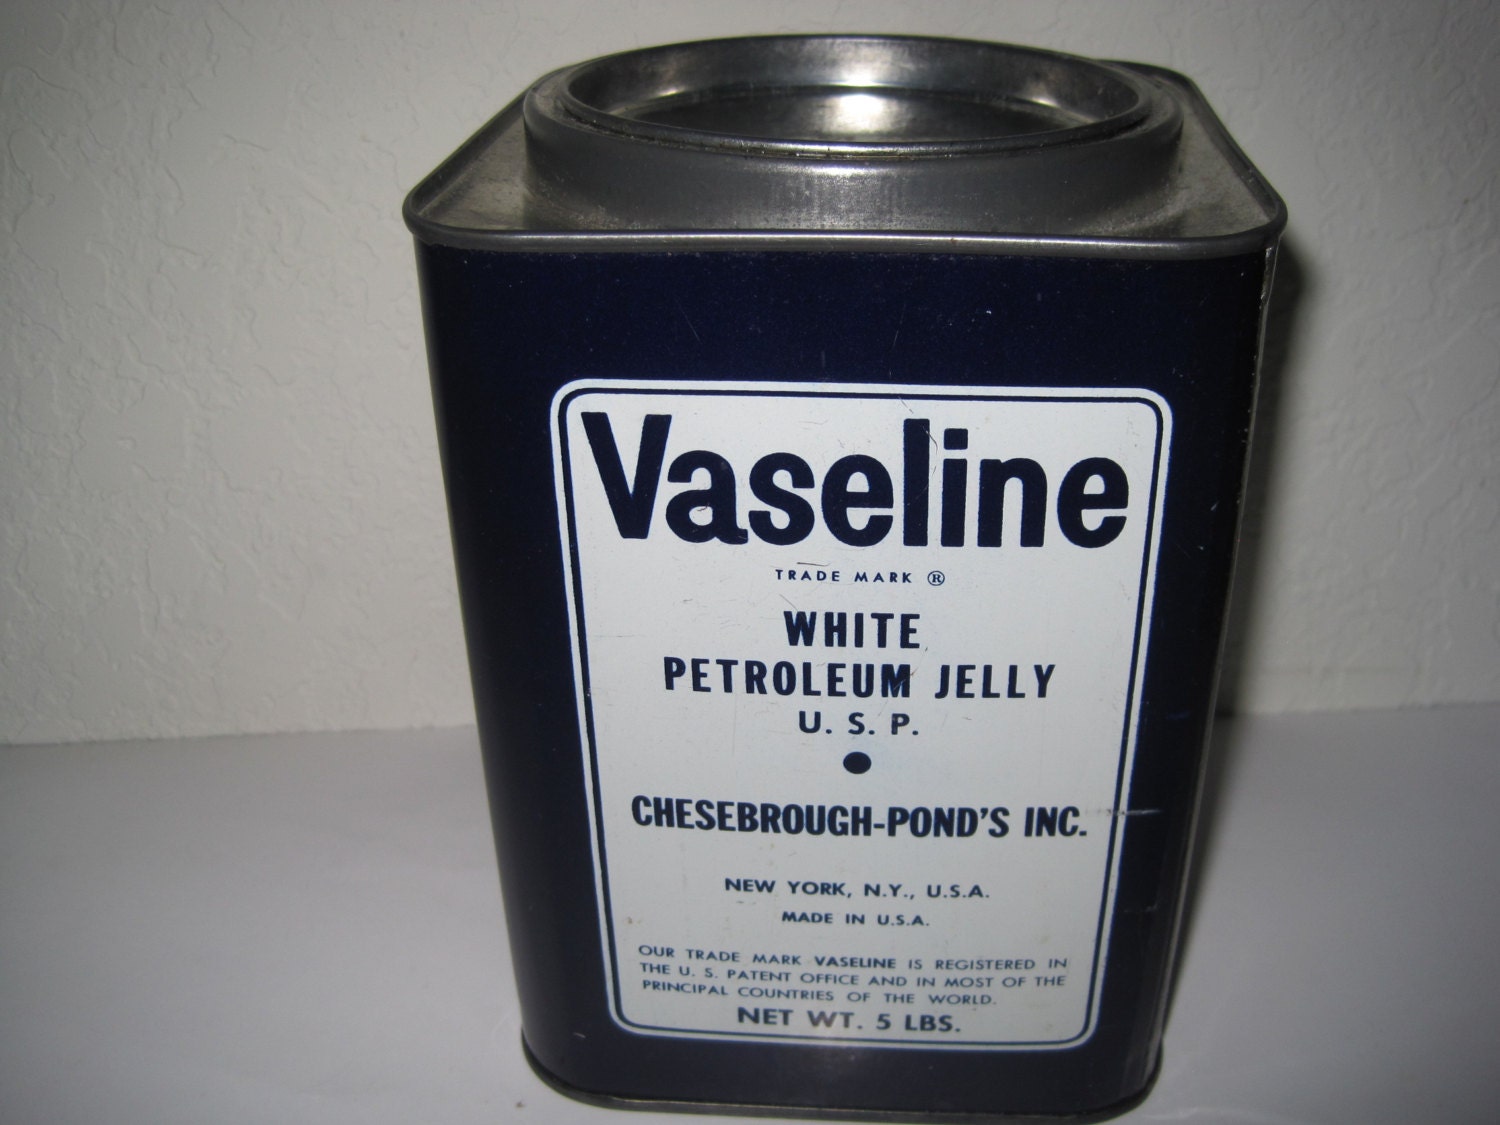 Vaseline
TRADE MARK ®
WHITE
PETROLEUM JELLY
U. S. P.
CHESEBROUGH-POND'S INC.
NEW YORK, N.Y., U.S.A.
MADE IN U.S.A.
OUR TRADE MARK VASELINE IS REGISTERED IN
THE U. S. PATENT OFFICE AND IN MOST OF THE
PRINCIPAL COUNTRIES OF THE WORLD.
NET WT. 5 LBS.